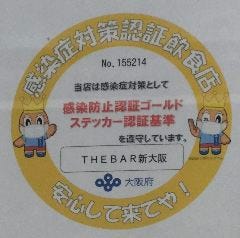 感染症対策認証飲食店
No.155214
当店は感染症対策として
感染防止認証ゴールド
ステッカー認証基準
を遵守しています。
THEBAR新大阪
大阪府
安心して来てや!